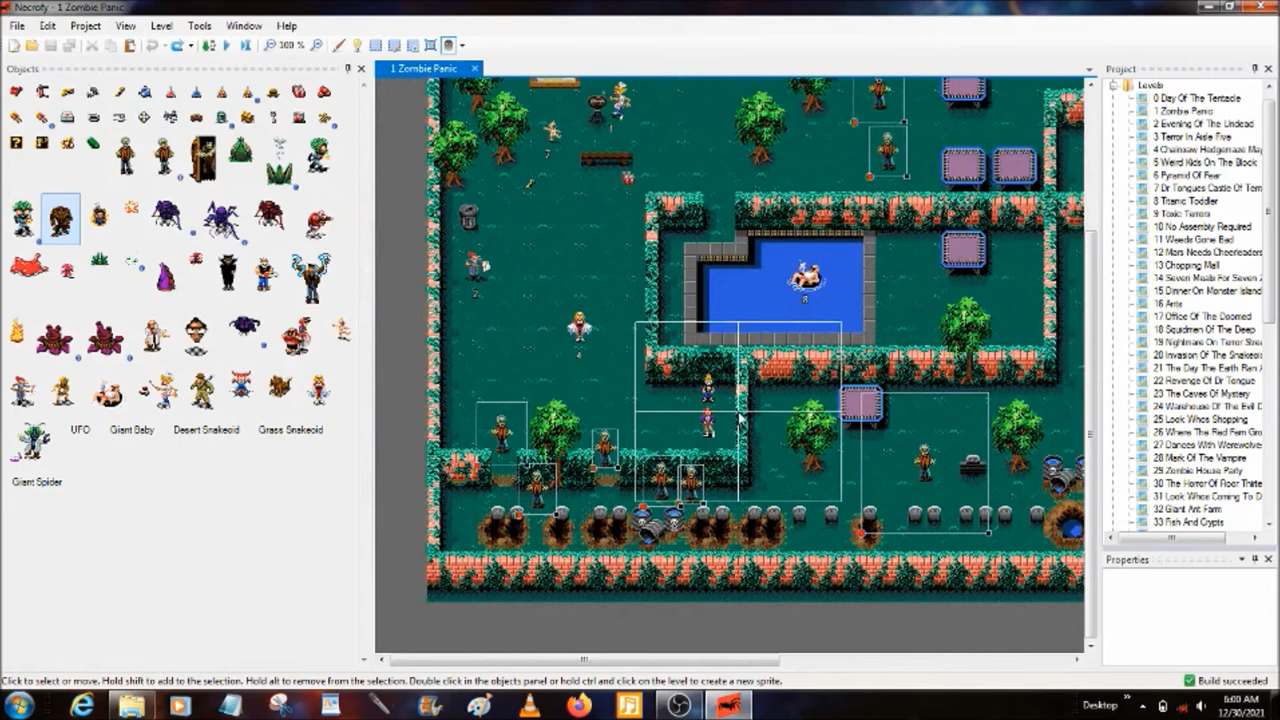 Necrofy - 1 Zombie Panic
File Edit Project View Level Tools Window Help
100 %
Objects
1 Zombie Panic
Project
Levels
0 Day Of The Tentacle
1 Zombie Panic
2 Evening Of The Undead
3 Terror In Aisle Five
4 Chainsaw Hedgemaze Ma
5 Weird Kids On The Block
6 Pyramid Of Fear
7 Dr Tongues Castle Of Terr
8 Titanic Toddler
9 Toxic Terrors
10 No Assembly Required
11 Weeds Gone Bad
12 Mars Needs Cheerleaders
13 Chopping Mall
14 Seven Meals For Seven
15 Dinner On Monster Island
16 Ants
17 Office Of The Doomed
18 Squidmen Of The Deep
19 Nightmare On Terror Stre
20 Invasion Of The Snakeoi
21 The Day The Earth Ran
22 Revenge Of Dr Tongue
23 The Caves Of Mystery
24 Warehouse Of The Evil D
25 Look Whos Shopping
26 Where The Red Fern Gro
27 Dances With Werewolve
28 Mark Of The Vampire
29 Zombie House Party
30 The Horror Of Floor Thirte
31 Look Whos Coming To D
32 Giant Ant Farm
33 Fish And Crypts
Properties
UFO Giant Baby Desert Snakeoid Grass Snakeoid
Giant Spider
1
7
2
8
4
Click to select or move. Hold shift to add to the selection. Hold alt to remove from the selection. Double click in the objects panel or hold ctrl and click on the level to create a new sprite.
Build succeeded
Desktop
6:00 AM
12/30/2021